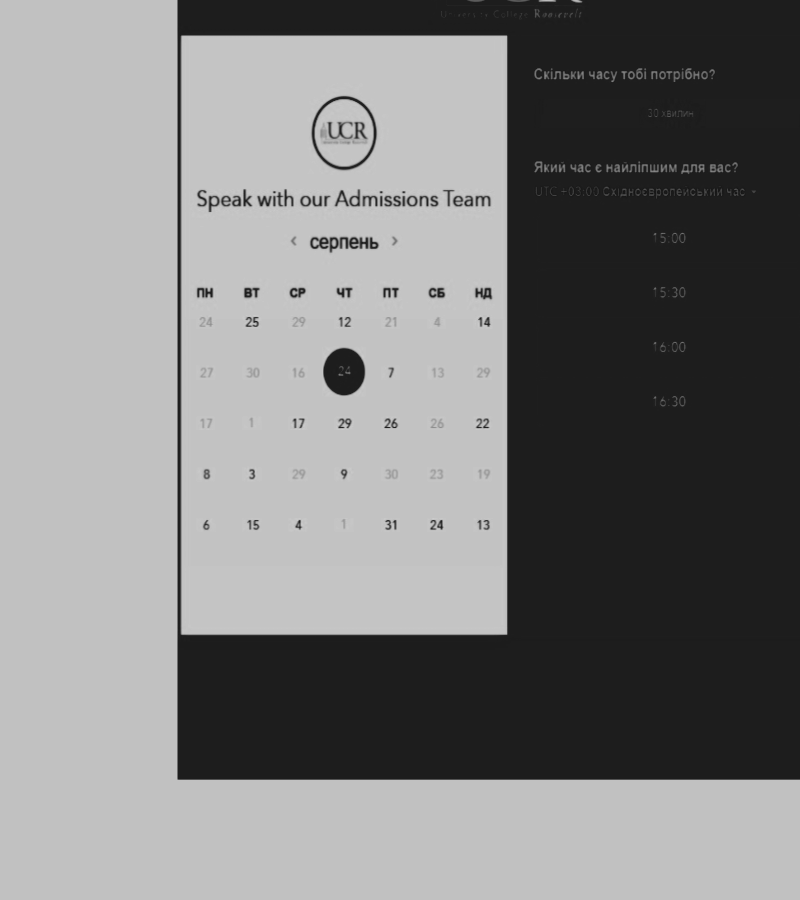 University College Roosevelt
UCR
Speak with our Admissions Team
‹ серпень ›
ПН ВТ СР ЧТ ПТ СБ НД
24 25 29 12 21 4 14
27 30 16 24 7 13 29
17 1 17 29 26 26 22
8 3 29 9 30 23 19
6 15 4 1 31 24 13
Скільки часу тобі потрібно?
30 хвилин
Який час є найліпшим для вас?
UTC +03:00 Східноєвропейський час
15:00
15:30
16:00
16:30